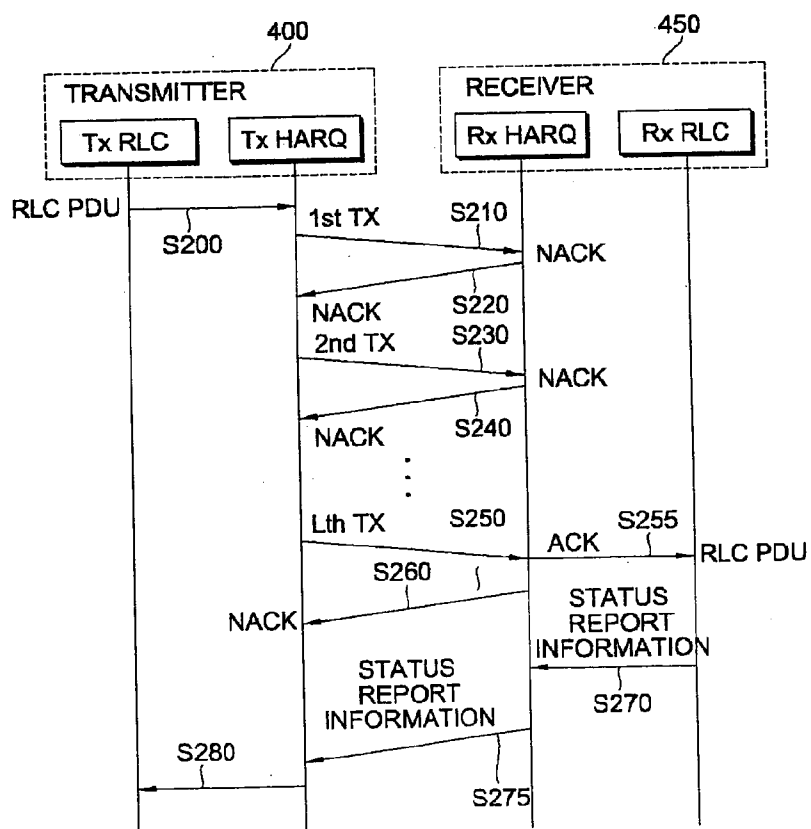 400
450
TRANSMITTER
RECEIVER
Tx RLC
Tx HARQ
Rx HARQ
Rx RLC
RLC PDU
S200
1st TX
S210
NACK
S220
NACK
2nd TX
S230
NACK
S240
NACK
Lth TX
S250
ACK
S255
RLC PDU
S260
NACK
STATUS
REPORT
INFORMATION
S270
STATUS
REPORT
INFORMATION
S275
S280